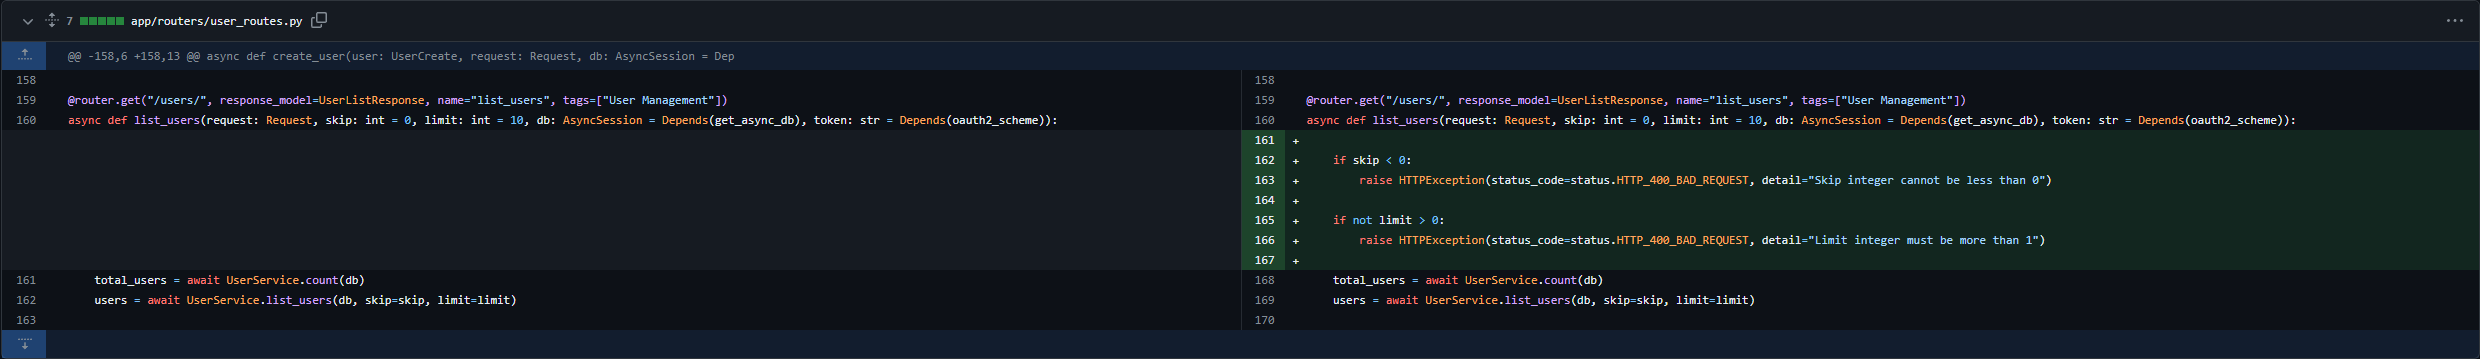 7 app/routers/user_routes.py
@@ -158,6 +158,13 @@ async def create_user(user: UserCreate, request: Request, db: AsyncSession = Dep
158
159 @router.get("/users/", response_model=UserListResponse, name="list_users", tags=["User Management"])
160 async def list_users(request: Request, skip: int = 0, limit: int = 10, db: AsyncSession = Depends(get_async_db), token: str = Depends(oauth2_scheme)):
161 total_users = await UserService.count(db)
162 users = await UserService.list_users(db, skip=skip, limit=limit)
163
158
159 @router.get("/users/", response_model=UserListResponse, name="list_users", tags=["User Management"])
160 async def list_users(request: Request, skip: int = 0, limit: int = 10, db: AsyncSession = Depends(get_async_db), token: str = Depends(oauth2_scheme)):
161 +
162 + if skip < 0:
163 + raise HTTPException(status_code=status.HTTP_400_BAD_REQUEST, detail="Skip integer cannot be less than 0")
164 +
165 + if not limit > 0:
166 + raise HTTPException(status_code=status.HTTP_400_BAD_REQUEST, detail="Limit integer must be more than 1")
167 +
168 total_users = await UserService.count(db)
169 users = await UserService.list_users(db, skip=skip, limit=limit)
170